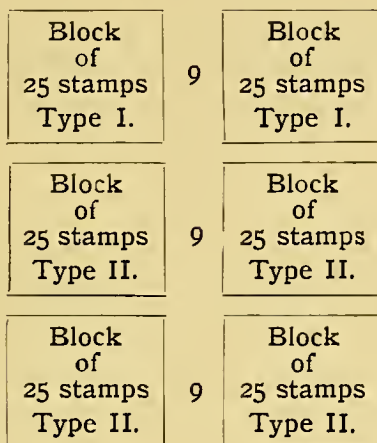 Block Block
of of
25 stamps 9 25 stamps
Type I. Type I.
Block Block
of of
25 stamps 9 25 stamps
Type II. Type II.
Block Block
of of
25 stamps 9 25 stamps
Type II. Type II.